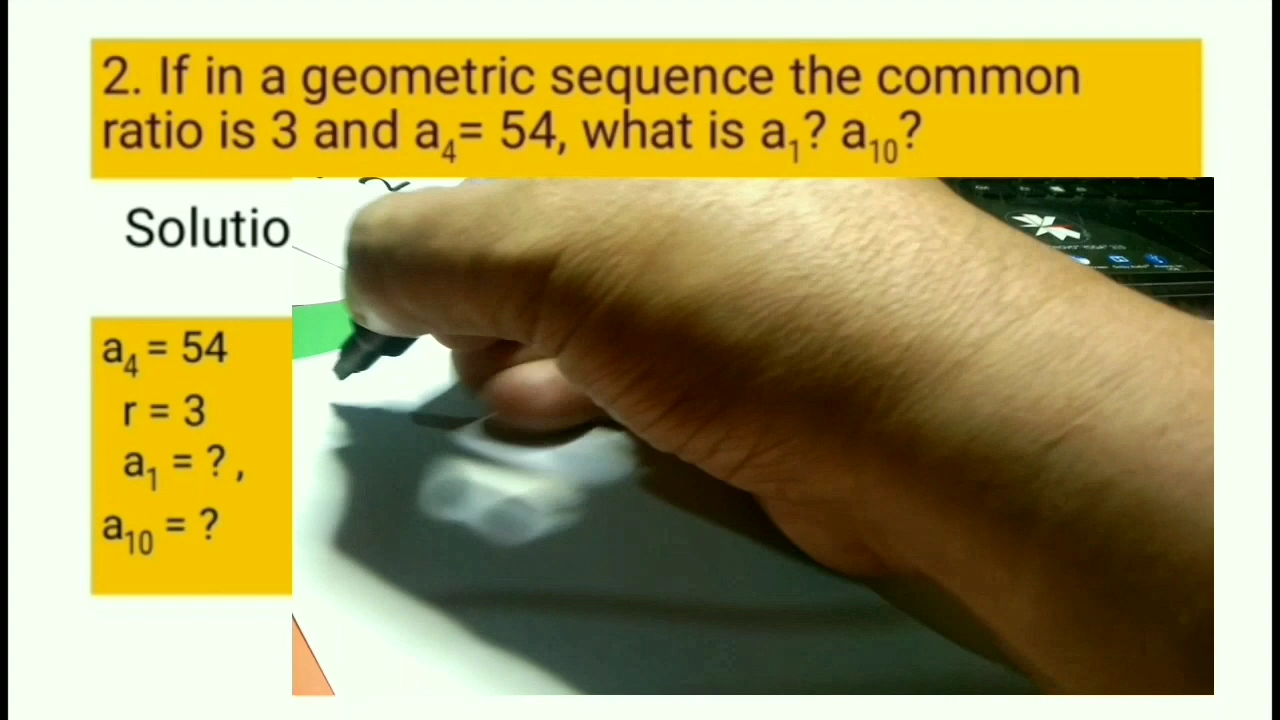 2. If in a geometric sequence the common
ratio is 3 and a₄= 54, what is a₁? a₁₀?
Solutio
a₄ = 54
r = 3
a₁ = ? ,
a₁₀ = ?